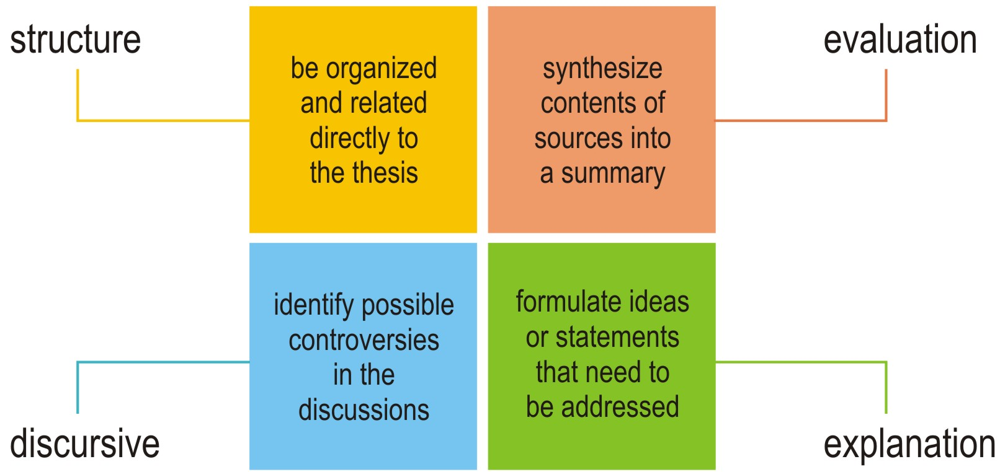 structure
be organized
and related
directly to
the thesis
synthesize
contents of
sources into
a summary
evaluation
discursive
identify possible
controversies
in the
discussions
formulate ideas
or statements
that need to
be addressed
explanation